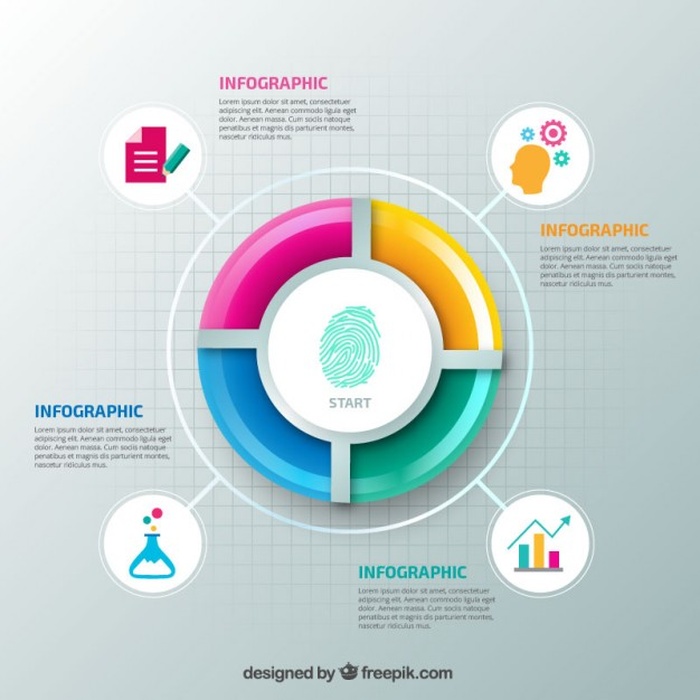 INFOGRAPHIC
Lorem ipsum dolor sit amet, consectetuer
adipiscing elit. Aenean commodo ligula eget
dolor. Aenean massa. Cum sociis natoque
penatibus et magnis dis parturient montes,
nascetur ridiculus mus.
INFOGRAPHIC
Lorem ipsum dolor sit amet, consectetuer
adipiscing elit. Aenean commodo ligula eget
dolor. Aenean massa. Cum sociis natoque
penatibus et magnis dis parturient montes,
nascetur ridiculus mus.
START
INFOGRAPHIC
Lorem ipsum dolor sit amet, consectetuer
adipiscing elit. Aenean commodo ligula eget
dolor. Aenean massa. Cum sociis natoque
penatibus et magnis dis parturient montes,
nascetur ridiculus mus.
INFOGRAPHIC
Lorem ipsum dolor sit amet, consectetuer
adipiscing elit. Aenean commodo ligula eget
dolor. Aenean massa. Cum sociis natoque
penatibus et magnis dis parturient montes,
nascetur ridiculus mus.
designed by freepik.com